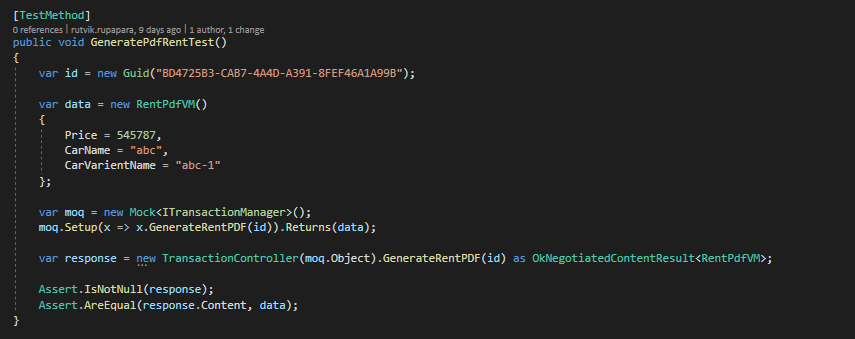 [TestMethod]
0 references | rutvik.rupapara, 9 days ago | 1 author, 1 change
public void GeneratePdfRentTest()
{
var id = new Guid("BD4725B3-CAB7-4A4D-A391-8FEF46A1A99B");
var data = new RentPdfVM()
{
Price = 545787,
CarName = "abc",
CarVarientName = "abc-1"
};
var moq = new Mock<ITransactionManager>();
moq.Setup(x => x.GenerateRentPDF(id)).Returns(data);
var response = new TransactionController(moq.Object).GenerateRentPDF(id) as OkNegotiatedContentResult<RentPdfVM>;
Assert.IsNotNull(response);
Assert.AreEqual(response.Content, data);
}